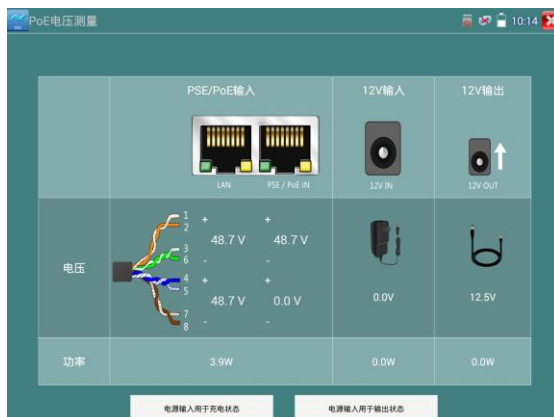 PoE电压测量
10:14
PSE/PoE输入 12V输入 12V输出
LAN PSE / PoE IN 12V IN 12V OUT
1 + +
2
48.7 V 48.7 V
3
6 - -
电压
4 + +
5
48.7 V 0.0 V 0.0V 12.5V
7
8 - -
功率 3.9W 0.0W 0.0W
电源输入用于充电状态 电源输入用于输出状态